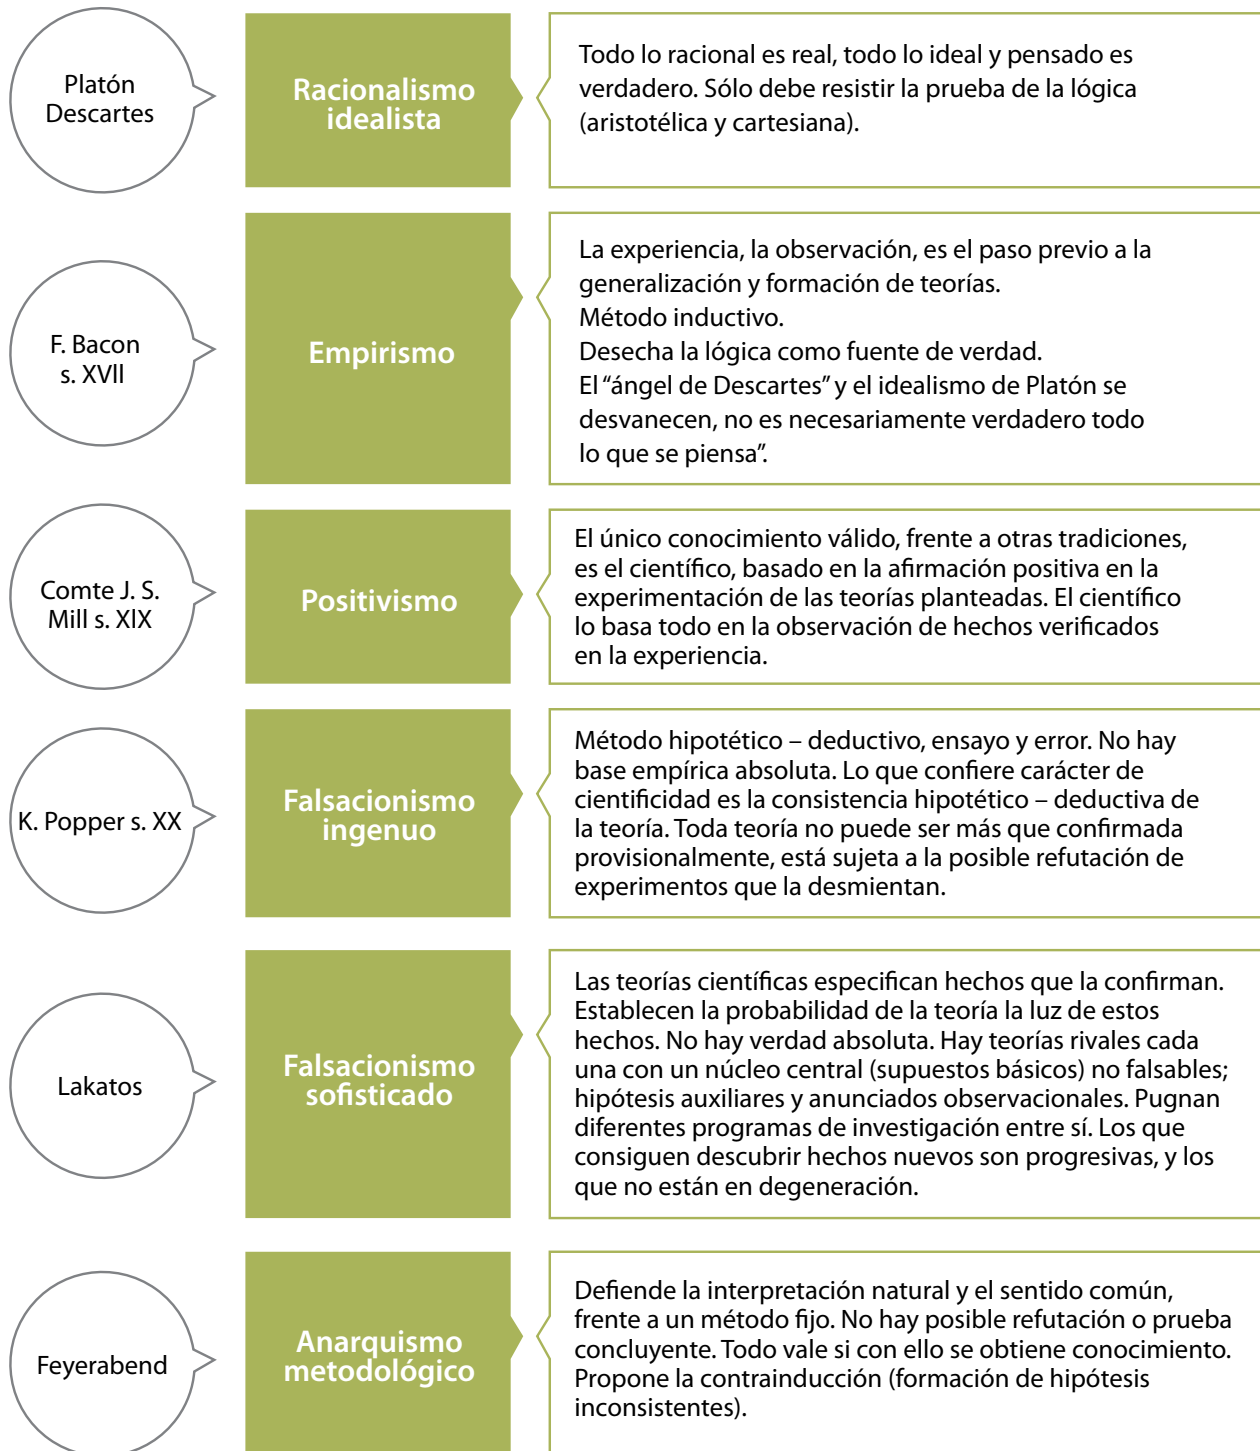 Platón
Descartes
Racionalismo
idealista
Todo lo racional es real, todo lo ideal y pensado es
verdadero. Sólo debe resistir la prueba de la lógica
(aristotélica y cartesiana).
F. Bacon
s. XVll
Empirismo
La experiencia, la observación, es el paso previo a la
generalización y formación de teorías.
Método inductivo.
Desecha la lógica como fuente de verdad.
El “ángel de Descartes” y el idealismo de Platón se
desvanecen, no es necesariamente verdadero todo
lo que se piensa”.
Comte J. S.
Mill s. XlX
Positivismo
El único conocimiento válido, frente a otras tradiciones,
es el científico, basado en la afirmación positiva en la
experimentación de las teorías planteadas. El científico
lo basa todo en la observación de hechos verificados
en la experiencia.
K. Popper s. XX
Falsacionismo
ingenuo
Método hipotético – deductivo, ensayo y error. No hay
base empírica absoluta. Lo que confiere carácter de
cientificidad es la consistencia hipotético – deductiva de
la teoría. Toda teoría no puede ser más que confirmada
provisionalmente, está sujeta a la posible refutación de
experimentos que la desmientan.
Lakatos
Falsacionismo
sofisticado
Las teorías científicas especifican hechos que la confirman.
Establecen la probabilidad de la teoría la luz de estos
hechos. No hay verdad absoluta. Hay teorías rivales cada
una con un núcleo central (supuestos básicos) no falsables;
hipótesis auxiliares y anunciados observacionales. Pugnan
diferentes programas de investigación entre sí. Los que
consiguen descubrir hechos nuevos son progresivas, y los
que no están en degeneración.
Feyerabend
Anarquismo
metodológico
Defiende la interpretación natural y el sentido común,
frente a un método fijo. No hay posible refutación o prueba
concluyente. Todo vale si con ello se obtiene conocimiento.
Propone la contrainducción (formación de hipótesis
inconsistentes).